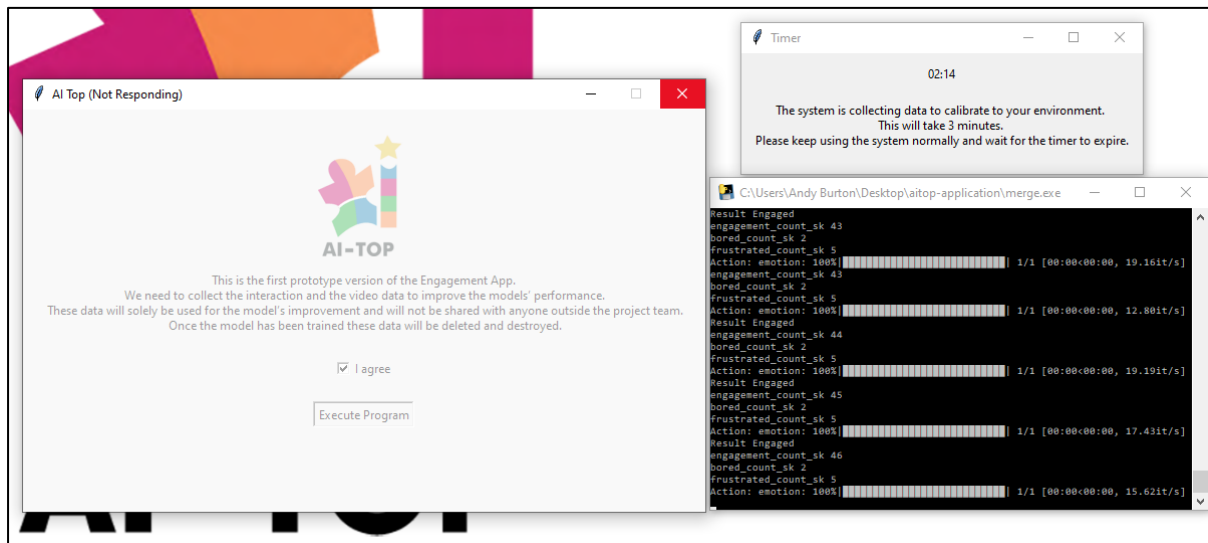 AI Top (Not Responding)
AI-TOP
This is the first prototype version of the Engagement App.
We need to collect the interaction and the video data to improve the models' performance.
These data will solely be used for the model's improvement and will not be shared with anyone outside the project team.
Once the model has been trained these data will be deleted and destroyed.
I agree
Execute Program
Timer
02:14
The system is collecting data to calibrate to your environment.
This will take 3 minutes.
Please keep using the system normally and wait for the timer to expire.
C:\Users\Andy Burton\Desktop\aitop-application\merge.exe
Result Engaged
engagement_count_sk 43
bored_count_sk 2
frustrated_count_sk 5
Action: emotion: 100%| | 1/1 [00:00<00:00, 19.16it/s]
engagement_count_sk 43
bored_count_sk 2
frustrated_count_sk 5
Action: emotion: 100%| | 1/1 [00:00<00:00, 12.80it/s]
Result Engaged
engagement_count_sk 44
bored_count_sk 2
frustrated_count_sk 5
Action: emotion: 100%| | 1/1 [00:00<00:00, 19.19it/s]
Result Engaged
engagement_count_sk 45
bored_count_sk 2
frustrated_count_sk 5
Action: emotion: 100%| | 1/1 [00:00<00:00, 17.43it/s]
Result Engaged
engagement_count_sk 46
bored_count_sk 2
frustrated_count_sk 5
Action: emotion: 100%| | 1/1 [00:00<00:00, 15.62it/s]